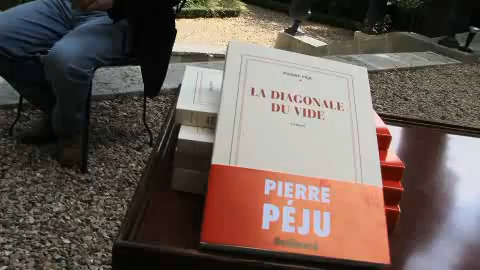 PIERRE PÉJU
LA DIAGONALE
DU VIDE
roman
PIERRE
PÉJU
Gallimard